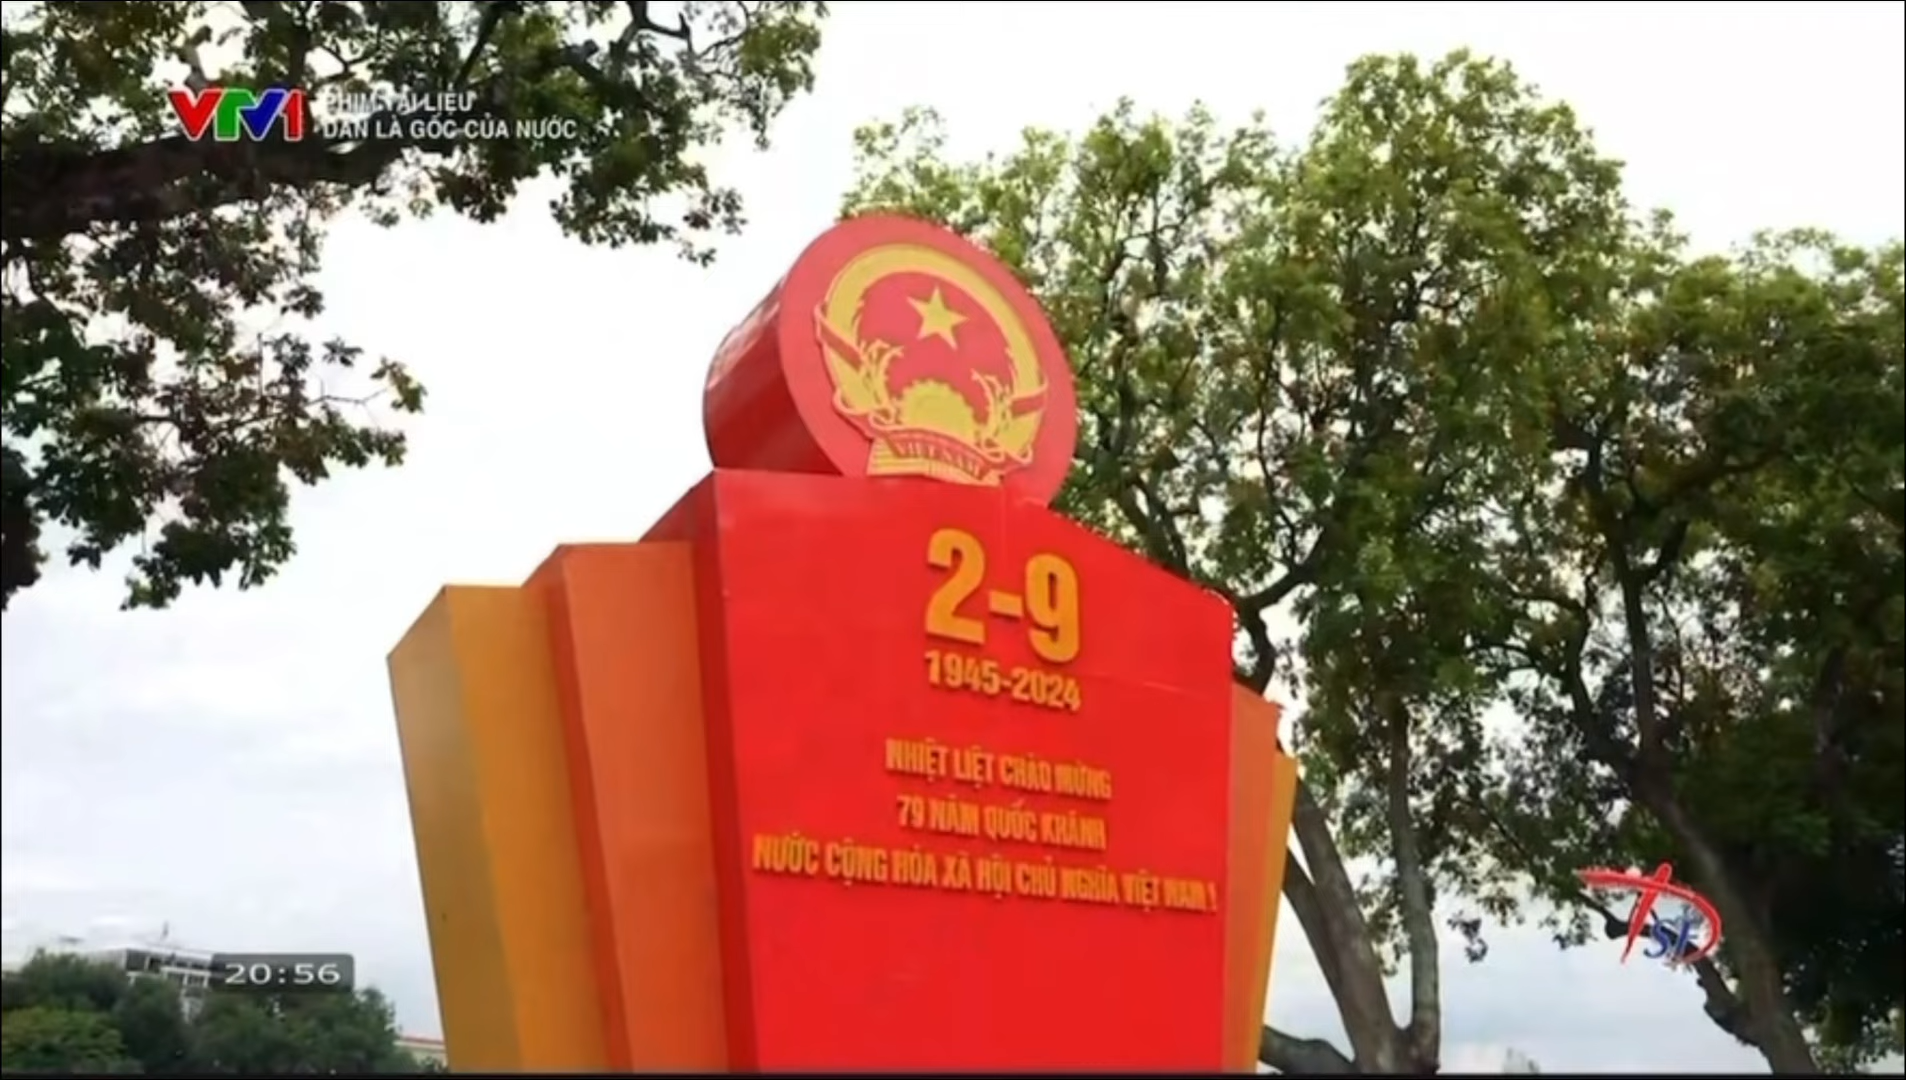 VTV1
PHIM TÀI LIỆU
DÂN LÀ GỐC CỦA NƯỚC
VIỆT NAM
2-9
1945-2024
NHIỆT LIỆT CHÀO MỪNG
79 NĂM QUỐC KHÁNH
NƯỚC CỘNG HÒA XÃ HỘI CHỦ NGHĨA VIỆT NAM !
20:56